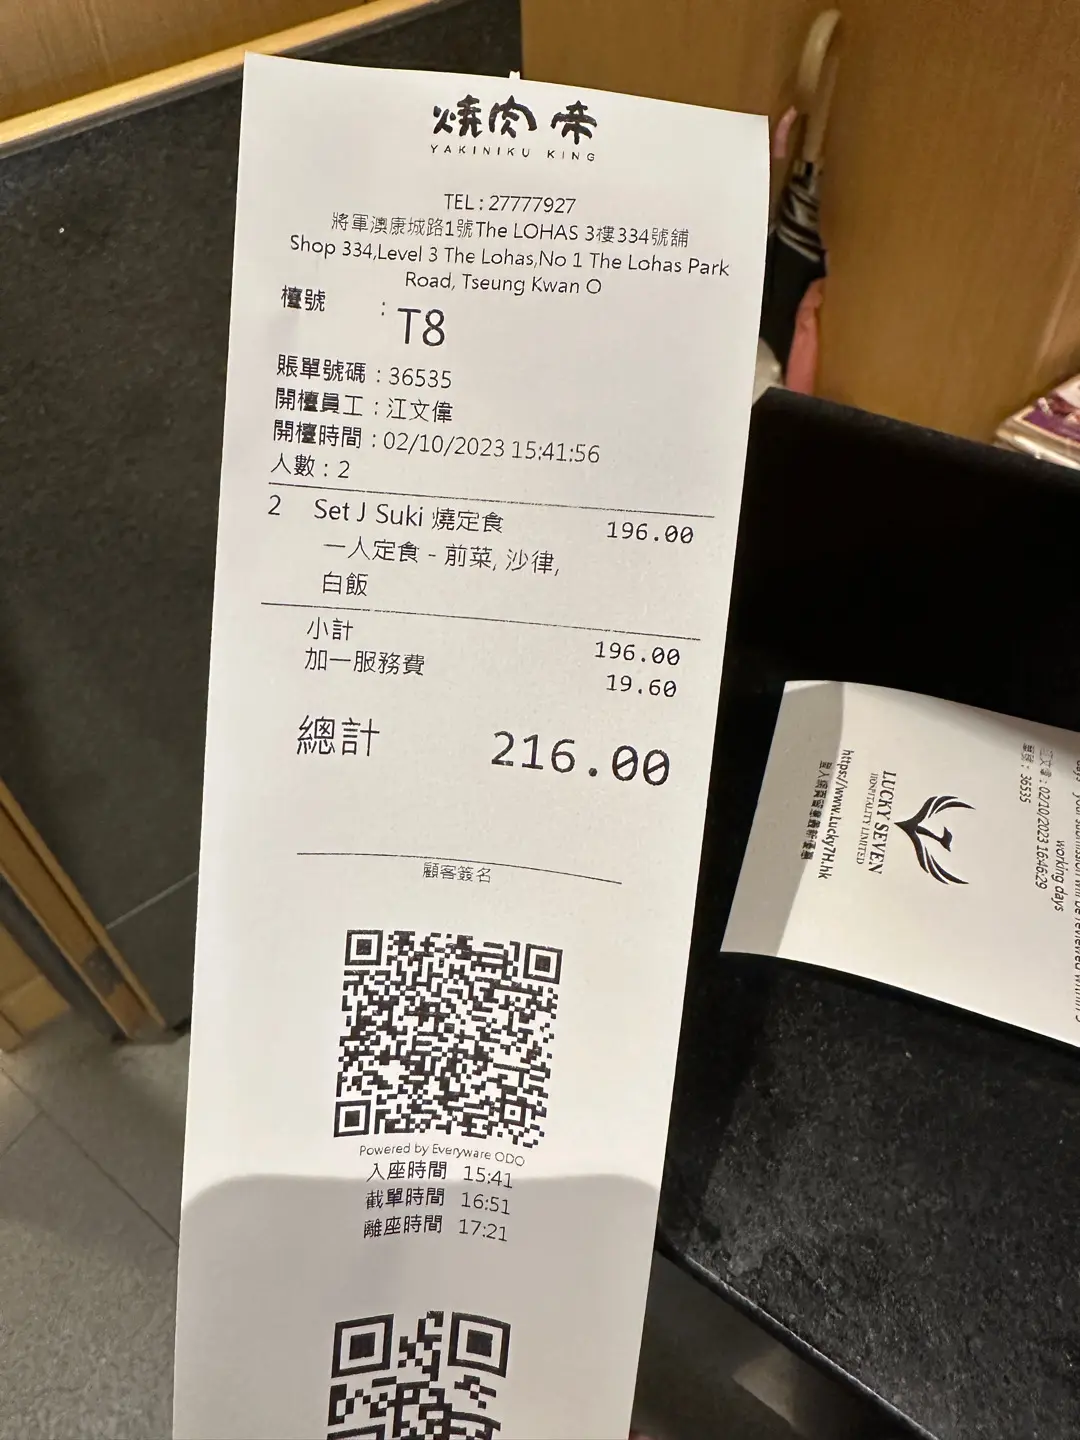 燒肉帝
YAKINIKU KING
TEL : 27777927
將軍澳康城路1號The LOHAS 3樓334號舖
Shop 334,Level 3 The Lohas,No 1 The Lohas Park
Road, Tseung Kwan O
檯號 : T8
賬單號碼 : 36535
開檯員工 : 江文偉
開檯時間 : 02/10/2023 15:41:56
人數 : 2
2 Set J Suki 燒定食 196.00
一人定食 - 前菜, 沙律,
白飯
小計 196.00
加一服務費 19.60
總計 216.00
顧客簽名
Powered by Everyware ODO
入座時間 15:41
截單時間 16:51
離座時間 17:21
working days
: 02/10/2023 16:46:29
: 36535
LUCKY SEVEN
HOSPITALITY LIMITED
https://www.Lucky7H.hk